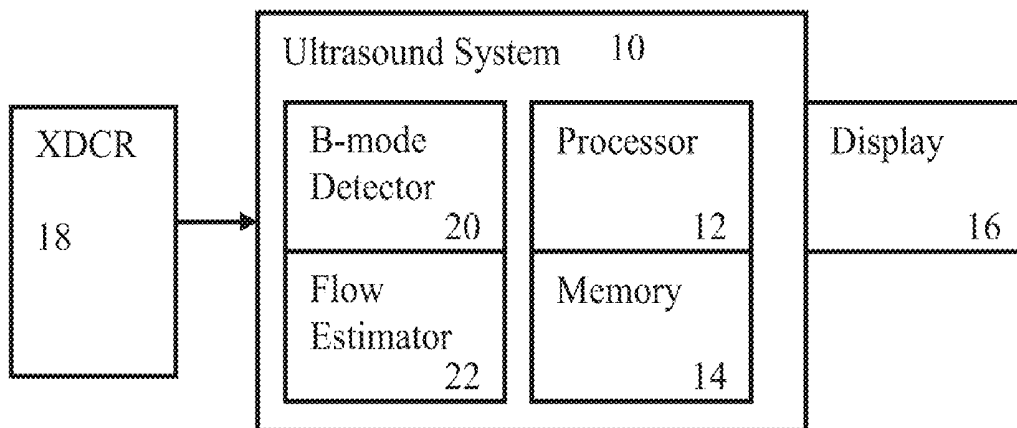 Ultrasound System 10
XDCR
18
B-mode
Detector
20
Processor
12
Display
16
Flow
Estimator
22
Memory
14